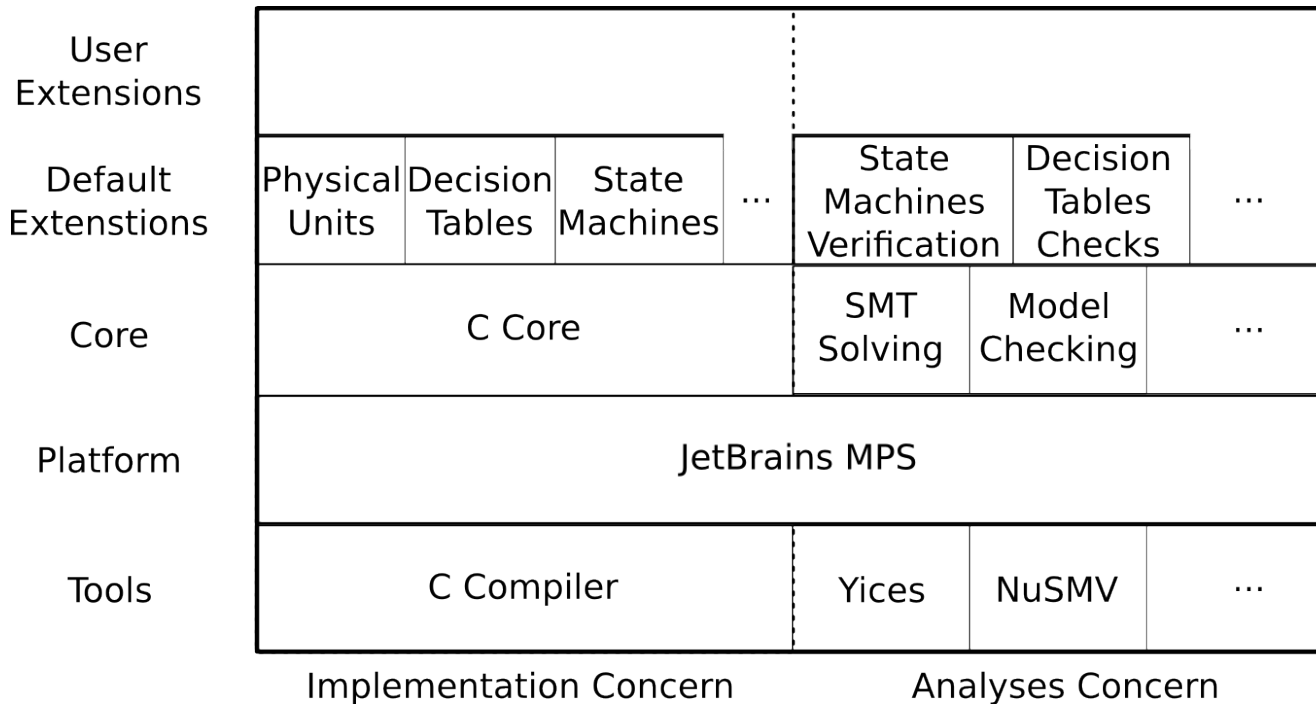 User
Extensions
Default
Extenstions
Physical
Units
Decision
Tables
State
Machines
...
State
Machines
Verification
Decision
Tables
Checks
...
Core
C Core
SMT
Solving
Model
Checking
...
Platform
JetBrains MPS
Tools
C Compiler
Yices
NuSMV
...
Implementation Concern
Analyses Concern